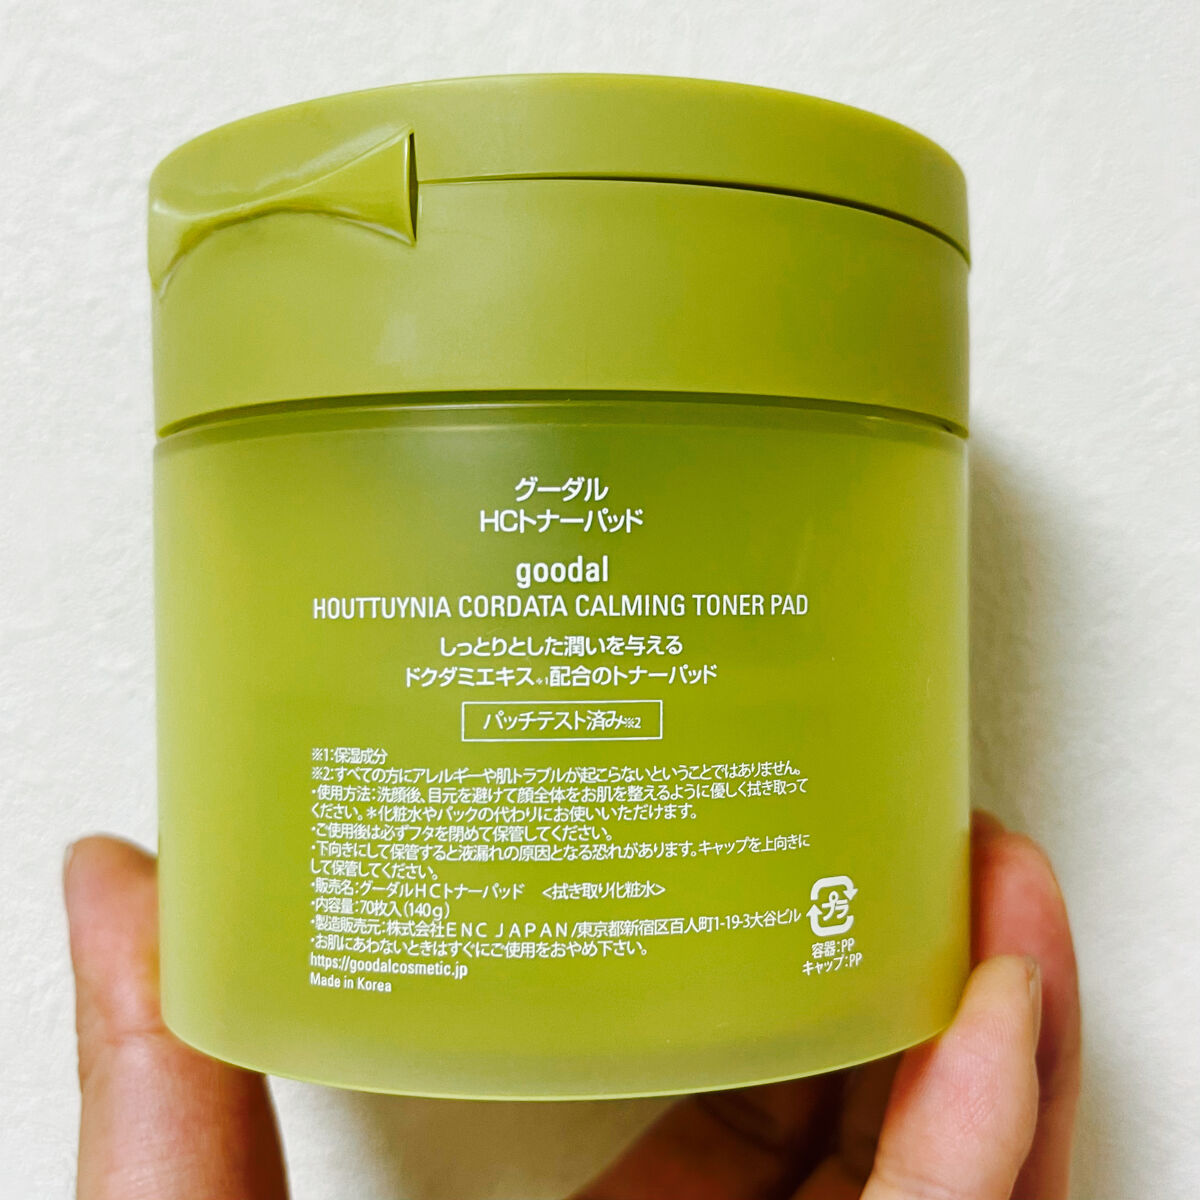 グーダル
HCトナーパッド
goodal
HOUTTUYNIA CORDATA CALMING TONER PAD
しっとりとした潤いを与える
ドクダミエキス※1配合のトナーパッド
パッチテスト済み※2
※1:保湿成分
※2:すべての方にアレルギーや肌トラブルが起こらないということではありません。
・使用方法:洗顔後、目元を避けて顔全体をお肌を整えるように優しく拭き取って
ください。*化粧水やパックの代わりにお使いいただけます。
・ご使用後は必ずフタを閉めて保管してください。
・下向きにして保管すると液漏れの原因となる恐れがあります。キャップを上向きに
して保管してください。
・販売名:グーダルHCトナーパッド <拭き取り化粧水>
・内容量:70枚入(140g)
・製造販売元:株式会社ENC JAPAN/東京都新宿区百人町1-19-3大谷ビル
・お肌にあわないときはすぐにご使用をおやめ下さい。
https://goodalcosmetic.jp
Made in Korea
プラ
容器:PP
キャップ:PP